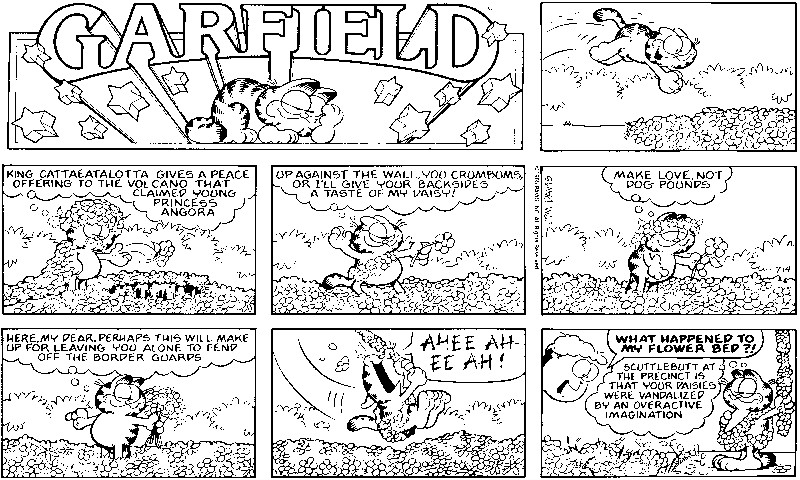 GARFIELD
KING CATTAEATALOTTA GIVES A PEACE
OFFERING TO THE VOLCANO THAT
CLAIMED YOUNG
PRINCESS
ANGORA
UP AGAINST THE WALL, YOU CRUMBUMS,
OR I'LL GIVE YOUR BACKSIDES
A TASTE OF MY DAISY!
MAKE LOVE, NOT
DOG POUNDS
7-14
HERE, MY DEAR, PERHAPS THIS WILL MAKE
UP FOR LEAVING YOU ALONE TO FEND
OFF THE BORDER GUARDS
AHEE AH-
EE AH!
WHAT HAPPENED TO
MY FLOWER BED?!
SCUTTLEBUTT AT
THE PRECINCT IS
THAT YOUR DAISIES
WERE VANDALIZED
BY AN OVERACTIVE
IMAGINATION